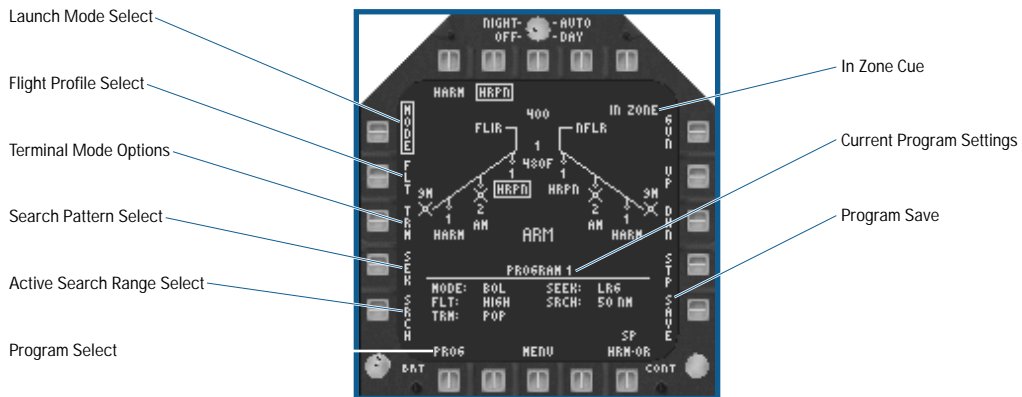 Launch Mode Select
Flight Profile Select
Terminal Mode Options
Search Pattern Select
Active Search Range Select
Program Select
NIGHT- -AUTO
OFF- -DAY
HARM HRPN
400
IN ZONE
FLIR NFLR
1
480F
1 1
HRPN HRPN
9M 9M
1 2 2 1
HARM AM AM HARM
ARM
MODE
FLT
TRM
SEK
SRCH
GUN
UP
DWN
STP
SAVE
PROGRAM 1
MODE: BOL SEEK: LRG
FLT: HIGH SRCH: 50 NM
TRM: POP
SP
PROG MENU HRM-OR
BRT CONT
In Zone Cue
Current Program Settings
Program Save